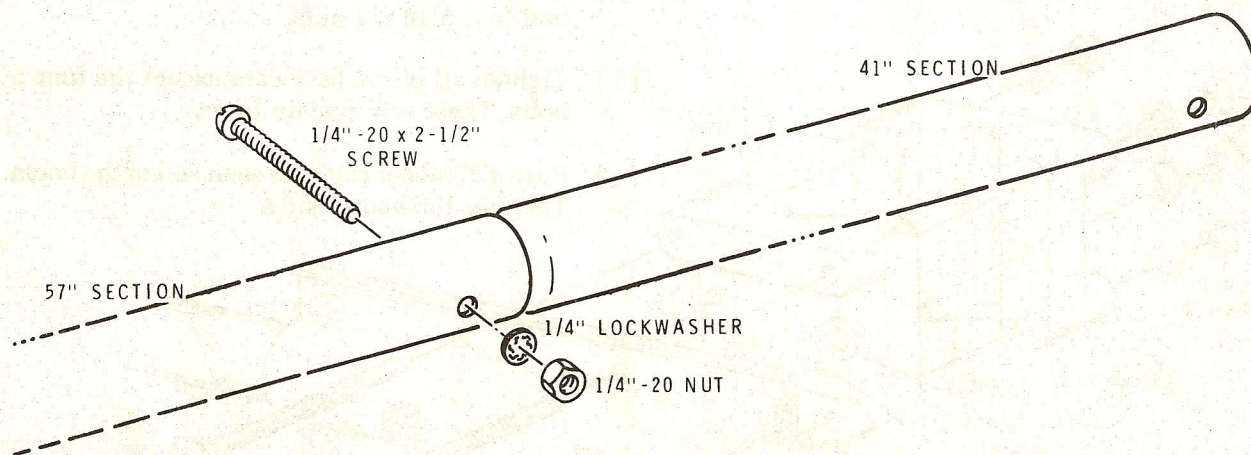 41" SECTION
1/4"-20 x 2-1/2"
SCREW
57" SECTION
1/4" LOCKWASHER
1/4"-20 NUT